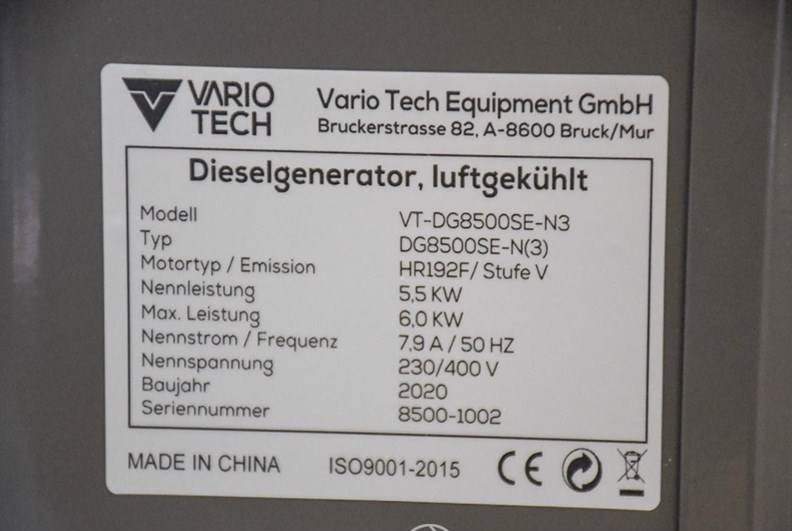 VARIO
TECH
Vario Tech Equipment GmbH
Bruckerstrasse 82, A-8600 Bruck/Mur
Dieselgenerator, luftgekühlt
Modell VT-DG8500SE-N3
Typ DG8500SE-N(3)
Motortyp / Emission HR192F/ Stufe V
Nennleistung 5,5 KW
Max. Leistung 6,0 KW
Nennstrom / Frequenz 7,9 A / 50 HZ
Nennspannung 230/400 V
Baujahr 2020
Seriennummer 8500-1002
MADE IN CHINA ISO9001-2015 CE